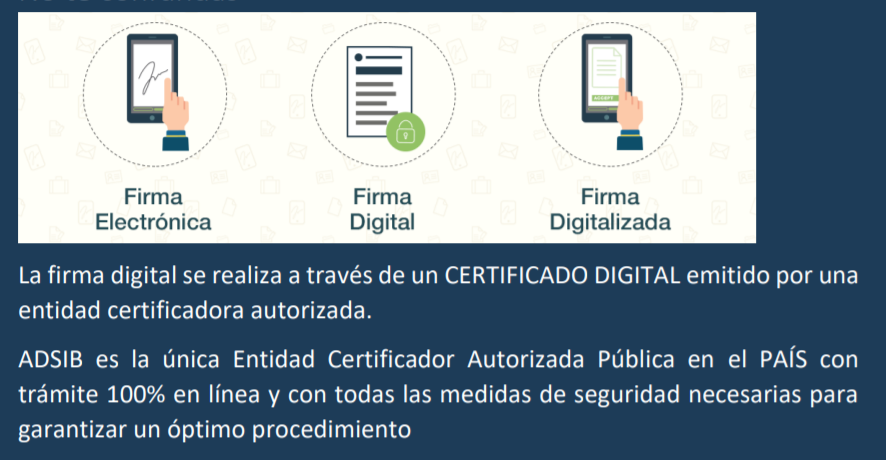 Firma
Electrónica
Firma
Digital
ACCEPT
Firma
Digitalizada
La firma digital se realiza a través de un CERTIFICADO DIGITAL emitido por una
entidad certificadora autorizada.
ADSIB es la única Entidad Certificador Autorizada Pública en el PAÍS con
trámite 100% en línea y con todas las medidas de seguridad necesarias para
garantizar un óptimo procedimiento